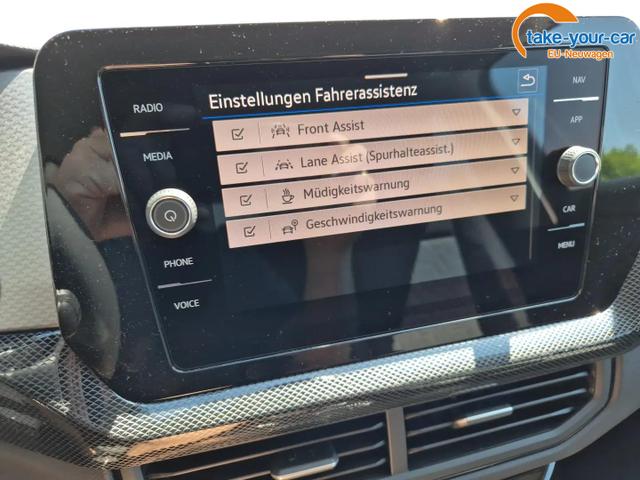 take-your-car
EU-Neuwagen
RADIO
MEDIA
PHONE
VOICE
Einstellungen Fahrerassistenz
Front Assist
Lane Assist (Spurhalteassist.)
Müdigkeitswarnung
Geschwindigkeitswarnung
NAV
APP
CAR
MENU